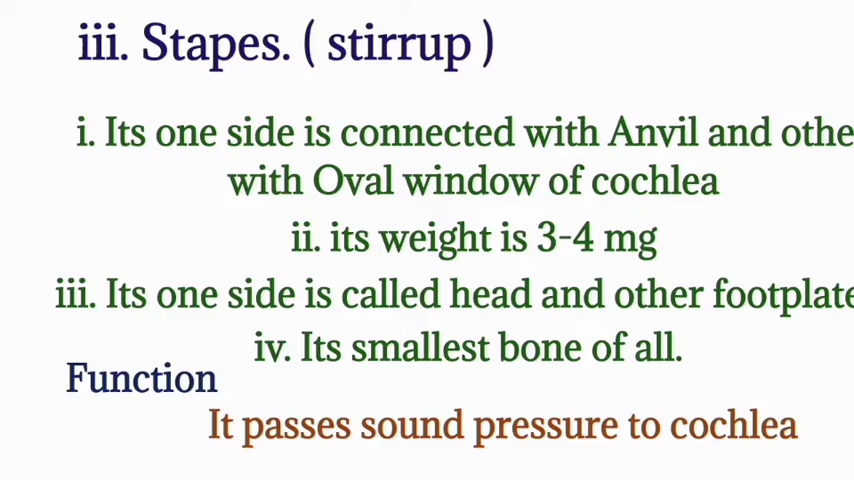 iii. Stapes. ( stirrup )
i. Its one side is connected with Anvil and othe
with Oval window of cochlea
ii. its weight is 3-4 mg
iii. Its one side is called head and other footplate
iv. Its smallest bone of all.
Function
It passes sound pressure to cochlea